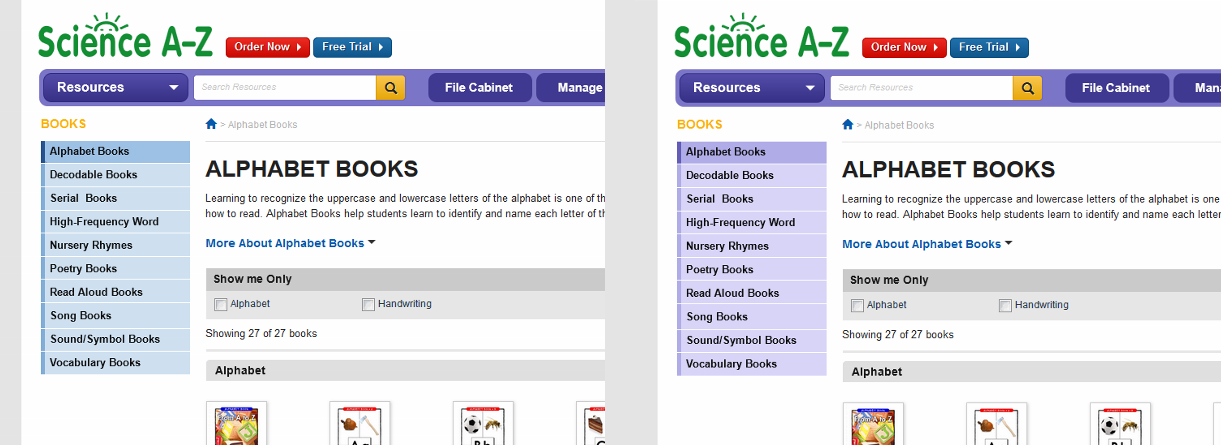 Science A-Z
Order Now
Free Trial
Resources
Search Resources
File Cabinet
Manage
BOOKS
> Alphabet Books
Alphabet Books
Decodable Books
Serial Books
High-Frequency Word
Nursery Rhymes
Poetry Books
Read Aloud Books
Song Books
Sound/Symbol Books
Vocabulary Books
ALPHABET BOOKS
Learning to recognize the uppercase and lowercase letters of the alphabet is one of the
how to read. Alphabet Books help students learn to identify and name each letter of th
More About Alphabet Books
Show me Only
Alphabet
Handwriting
Showing 27 of 27 books
Alphabet
From A to Z
Science A-Z
Order Now
Free Trial
Resources
Search Resources
File Cabinet
Man
BOOKS
> Alphabet Books
Alphabet Books
Decodable Books
Serial Books
High-Frequency Word
Nursery Rhymes
Poetry Books
Read Aloud Books
Song Books
Sound/Symbol Books
Vocabulary Books
ALPHABET BOOKS
Learning to recognize the uppercase and lowercase letters of the alphabet is one
how to read. Alphabet Books help students learn to identify and name each letter
More About Alphabet Books
Show me Only
Alphabet
Handwriting
Showing 27 of 27 books
Alphabet
From A to Z